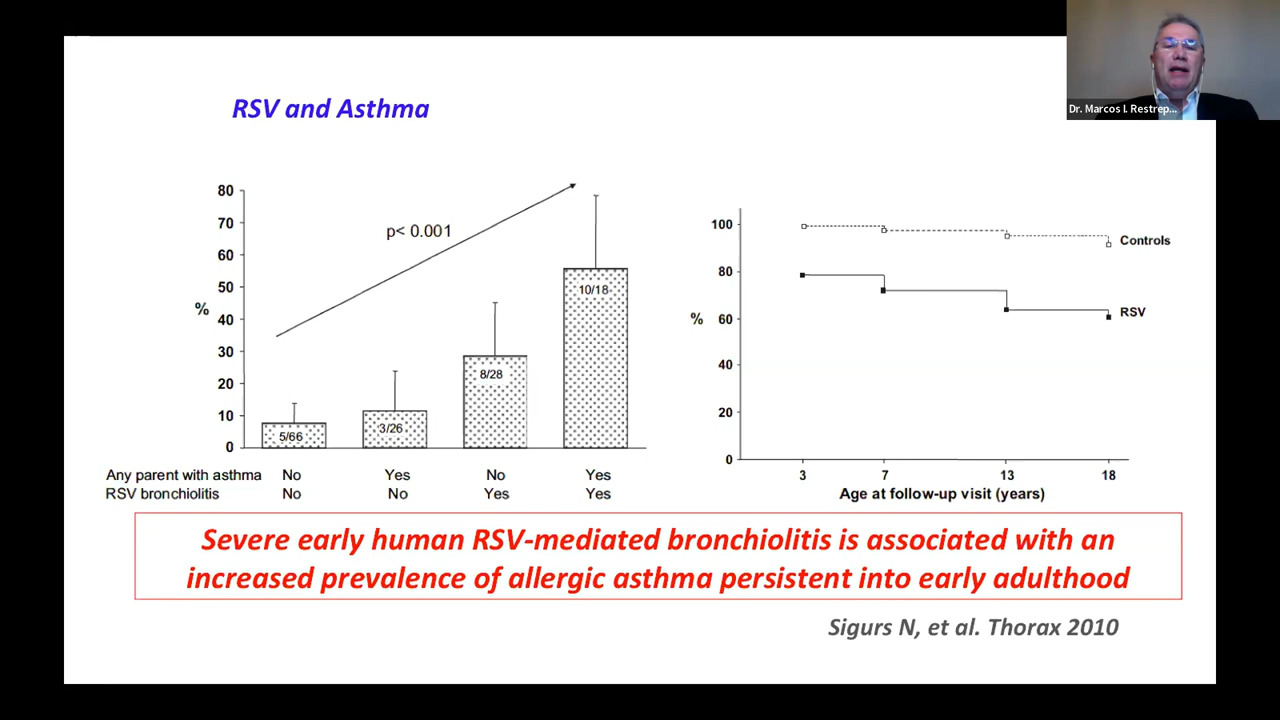 Dr. Marcos I. Restrep...
RSV and Asthma
80
70
60
50
40
30
20
10
0
%
p< 0.001
5/66
3/26
8/28
10/18
Any parent with asthma No Yes No Yes
RSV bronchiolitis No No Yes Yes
100
80
60
40
20
0
%
Controls
RSV
3 7 13 18
Age at follow-up visit (years)
Severe early human RSV-mediated bronchiolitis is associated with an
increased prevalence of allergic asthma persistent into early adulthood
Sigurs N, et al. Thorax 2010